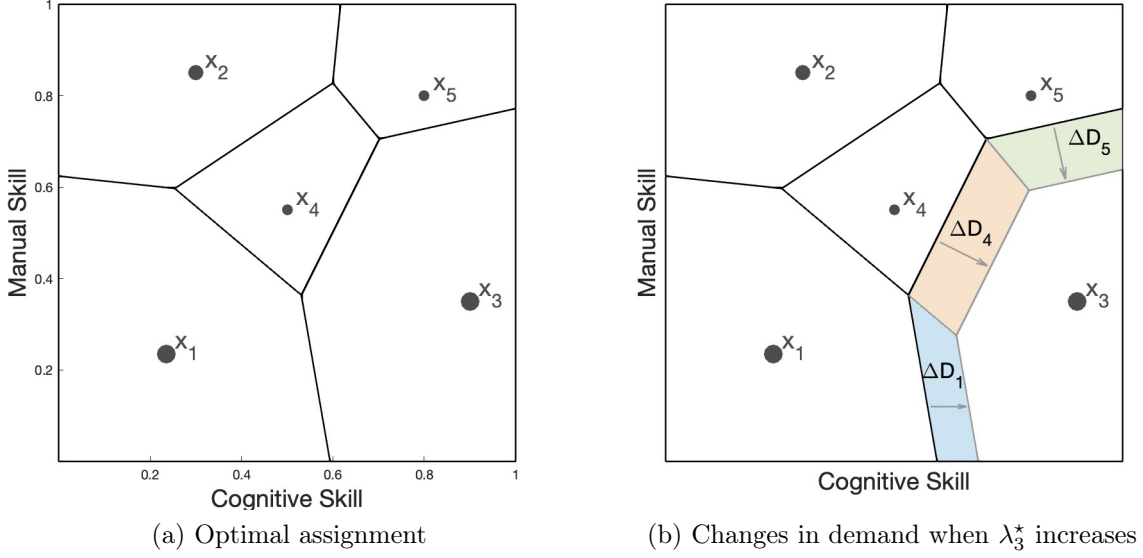 1
0.8
0.6
0.4
0.2
Manual Skill
x2
x5
x4
x3
x1
0.2
0.4
0.6
0.8
1
Cognitive Skill
(a) Optimal assignment
Manual Skill
x2
x5
ΔD5
x4
ΔD4
x3
x1
ΔD1
Cognitive Skill
(b) Changes in demand when λ₃⋆ increases